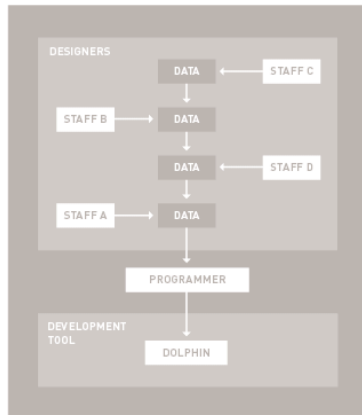 DESIGNERS
DATA
STAFF C
STAFF B
DATA
DATA
STAFF D
STAFF A
DATA
PROGRAMMER
DEVELOPMENT
TOOL
DOLPHIN